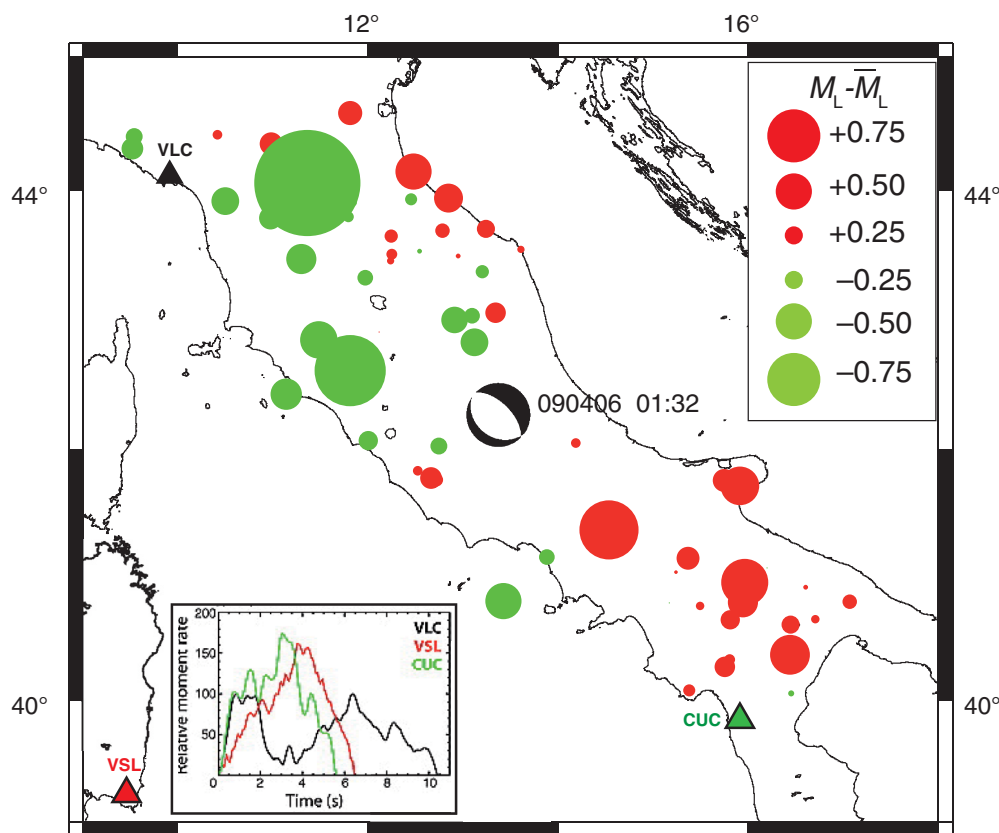 12° 16°
M_L-M̅_L
+0.75
VLC
44° +0.50 44°
+0.25
−0.25
−0.50
−0.75
090406 01:32
200 VLC
150 VSL
CUC
100
50
Relative moment rate
0 2 4 6 8 10
Time (s)
40° 40°
CUC
VSL